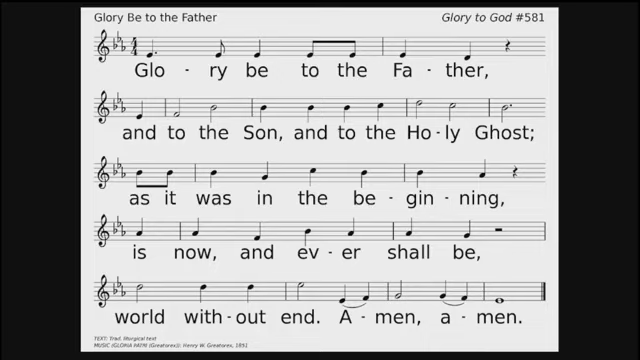 Glory Be to the Father
Glory to God #581
Glo - ry be to the Fa - ther,
and to the Son, and to the Ho - ly Ghost;
as it was in the be - gin - ning,
is now, and ev - er shall be,
world with - out end. A - men, a - men.
TEXT: Trad. liturgical text
MUSIC (GLORIA PATRI (Greatorex)): Henry W. Greatorex, 1851